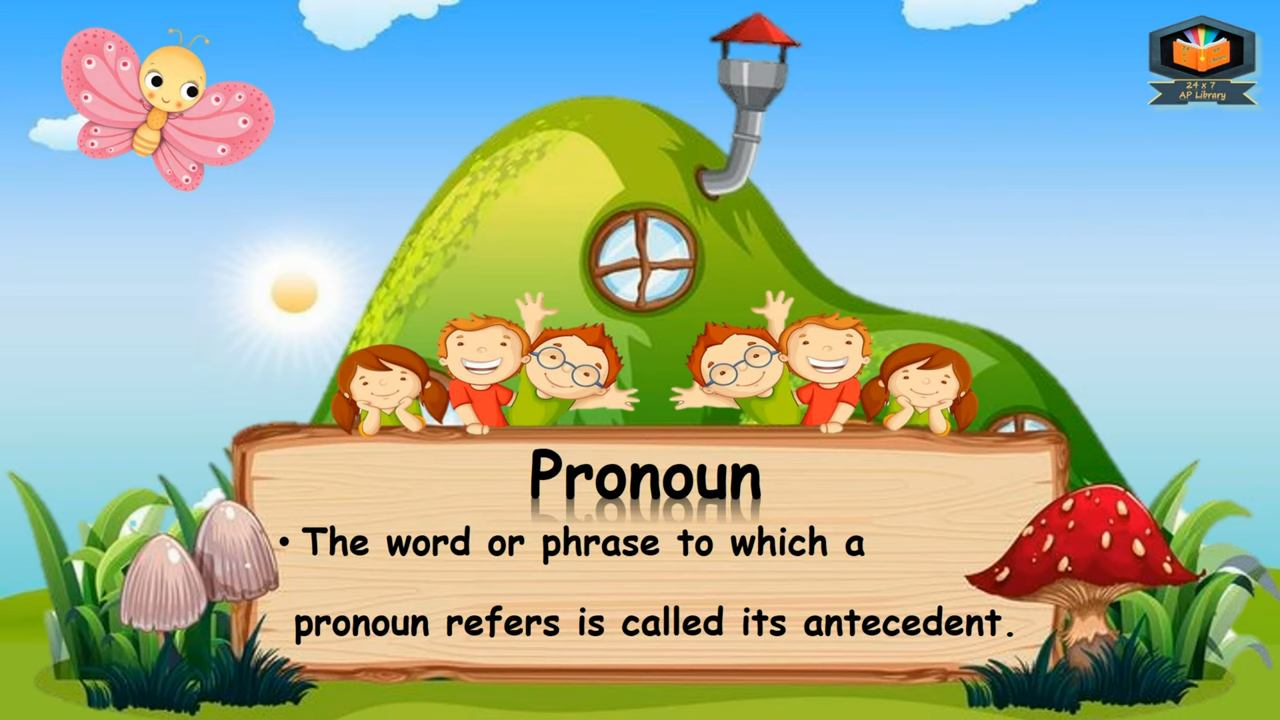 24 x 7
AP Library
Pronoun
• The word or phrase to which a
pronoun refers is called its antecedent.